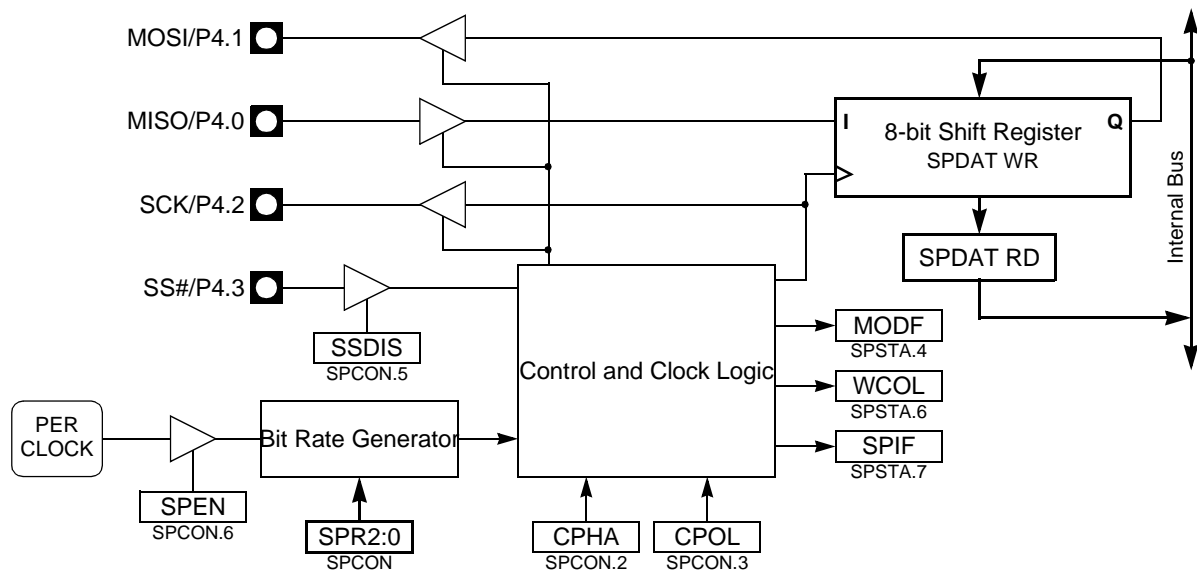 MOSI/P4.1
MISO/P4.0
I
8-bit Shift Register
Q
SPDAT WR
SCK/P4.2
Internal Bus
SPDAT RD
SS#/P4.3
SSDIS
SPCON.5
MODF
SPSTA.4
Control and Clock Logic
WCOL
SPSTA.6
PER
CLOCK
Bit Rate Generator
SPIF
SPSTA.7
SPEN
SPCON.6
SPR2:0
SPCON
CPHA
SPCON.2
CPOL
SPCON.3